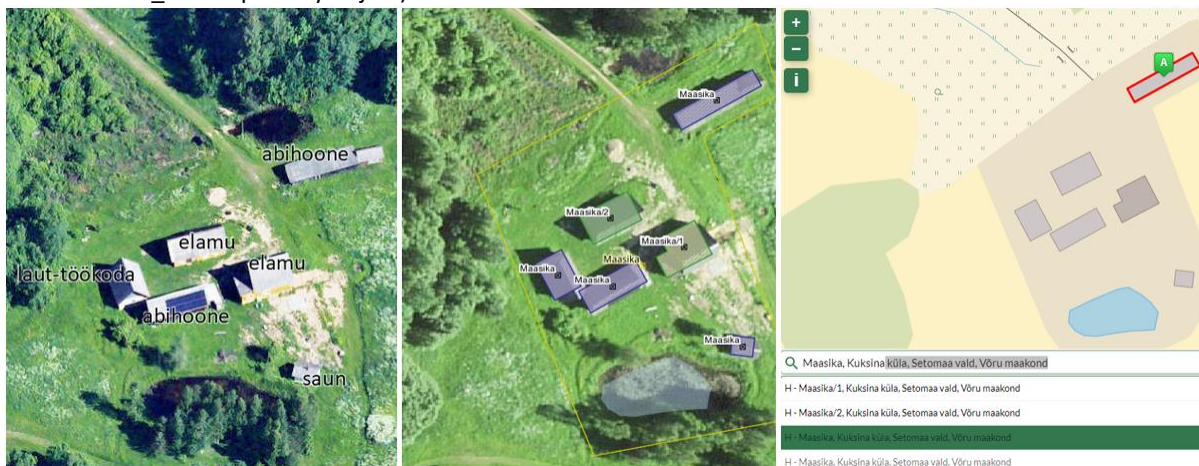 abihoone
elamu
elamu
laut-töökoda
abihoone
saun
Maasika
Maasika/2
Maasika/1
Maasika
Maasika
Maasika
Maasika
+
−
i
A
Maasika, Kuksina küla, Setomaa vald, Võru maakond
H - Maasika/1, Kuksina küla, Setomaa vald, Võru maakond
H - Maasika/2, Kuksina küla, Setomaa vald, Võru maakond
H - Maasika, Kuksina küla, Setomaa vald, Võru maakond
H - Maasika, Kuksina küla, Setomaa vald, Võru maakond